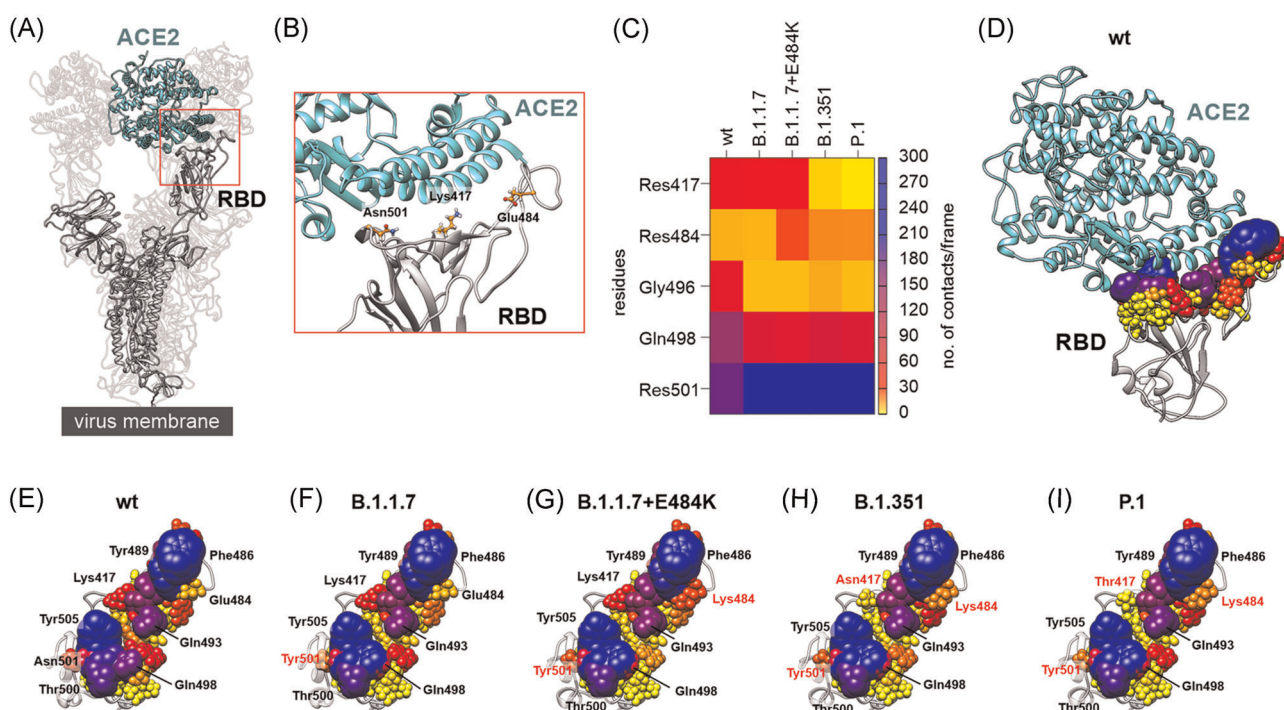 (A)
ACE2
RBD
virus membrane
(B)
ACE2
Asn501
Lys417
Glu484
RBD
(C)
wt
B.1.1.7
B.1.1. 7+E484K
B.1.351
P.1
residues
Res417
Res484
Gly496
Gln498
Res501
300
270
240
210
180
150
120
90
60
30
0
no. of contacts/frame
(D)
wt
ACE2
RBD
(E)
wt
Tyr489
Phe486
Lys417
Glu484
Tyr505
Gln493
Asn501
Gln498
Thr500
(F)
B.1.1.7
Tyr489
Phe486
Lys417
Glu484
Tyr505
Gln493
Tyr501
Gln498
Thr500
(G)
B.1.1.7+E484K
Tyr489
Phe486
Lys417
Lys484
Tyr505
Gln493
Tyr501
Gln498
Thr500
(H)
B.1.351
Tyr489
Phe486
Asn417
Lys484
Tyr505
Gln493
Tyr501
Gln498
Thr500
(I)
P.1
Tyr489
Phe486
Thr417
Lys484
Tyr505
Gln493
Tyr501
Gln498
Thr500